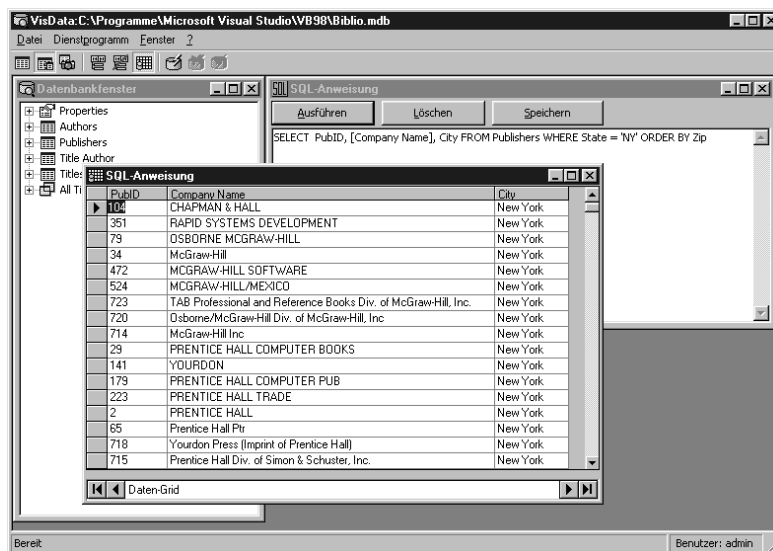 VisData:C:\Programme\Microsoft Visual Studio\VB98\Biblio.mdb
Datei Dienstprogramm Fenster ?
Datenbankfenster
Properties
Authors
Publishers
Title Author
Titles
All Ti
SQL SQL-Anweisung
Ausführen Löschen Speichern
SELECT PubID, [Company Name], City FROM Publishers WHERE State = 'NY' ORDER BY Zip
SQL-Anweisung
PubID Company Name City
104 CHAPMAN & HALL New York
351 RAPID SYSTEMS DEVELOPMENT New York
79 OSBORNE MCGRAW-HILL New York
34 McGraw-Hill New York
472 MCGRAW-HILL SOFTWARE New York
524 MCGRAW-HILL/MEXICO New York
723 TAB Professional and Reference Books Div. of McGraw-Hill, Inc. New York
720 Osborne/McGraw-Hill Div. of McGraw-Hill, Inc New York
714 McGraw-Hill Inc New York
29 PRENTICE HALL COMPUTER BOOKS New York
141 YOURDON New York
179 PRENTICE HALL COMPUTER PUB New York
223 PRENTICE HALL TRADE New York
2 PRENTICE HALL New York
65 Prentice Hall Ptr New York
718 Yourdon Press (Imprint of Prentice Hall) New York
715 Prentice Hall Div. of Simon & Schuster, Inc. New York
Daten-Grid
Bereit Benutzer: admin